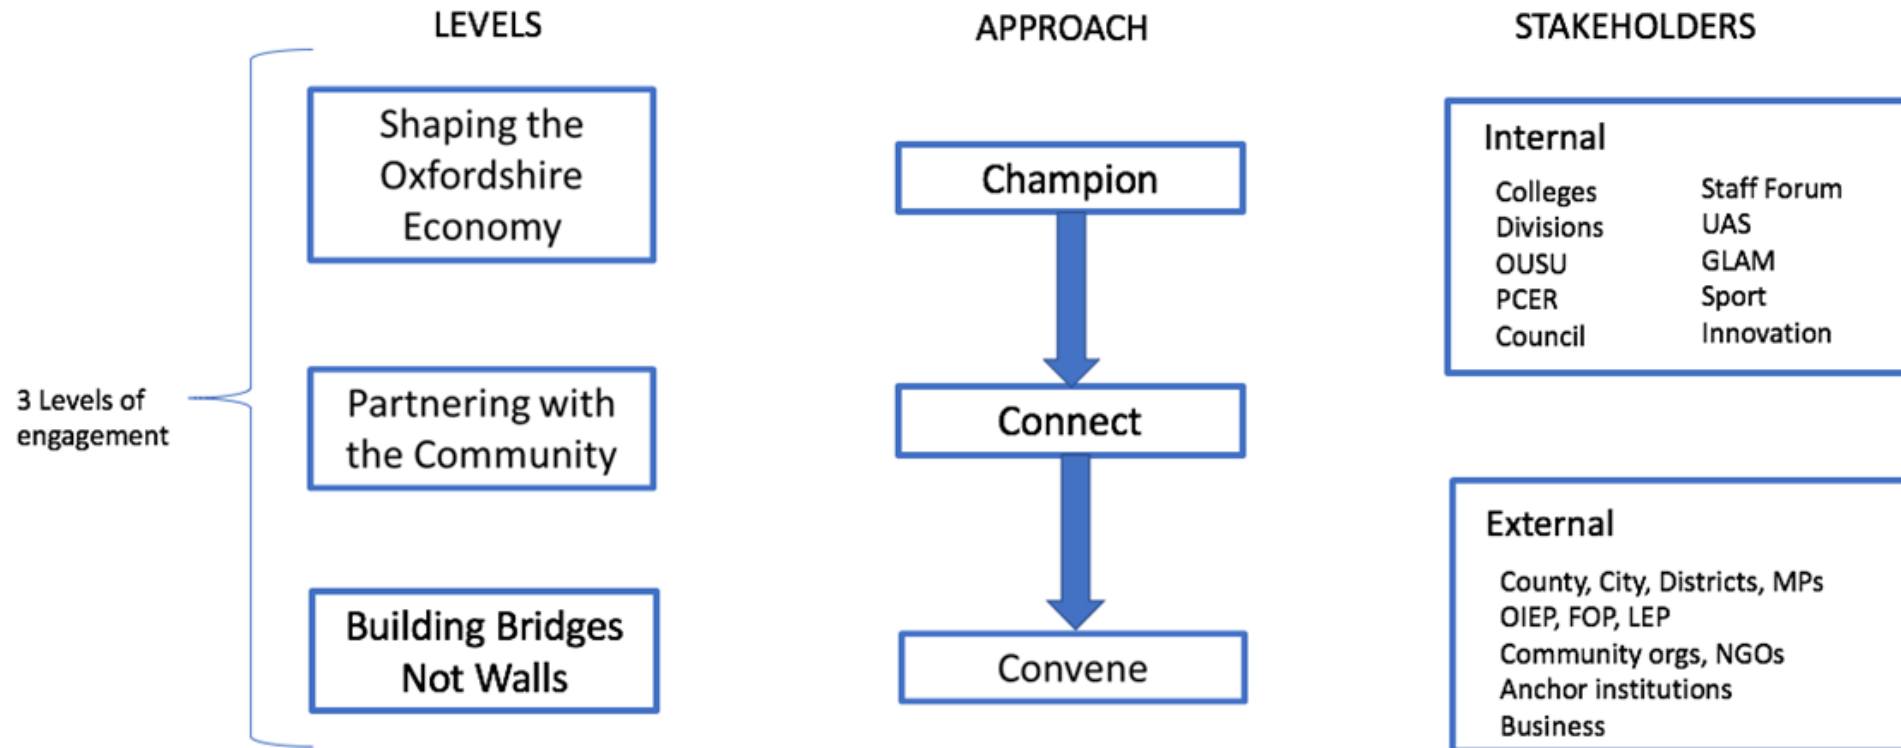 LEVELS
APPROACH
STAKEHOLDERS
3 Levels of
engagement
Shaping the
Oxfordshire
Economy
Partnering with
the Community
Building Bridges
Not Walls
Champion
Connect
Convene
Internal
Colleges
Divisions
OUSU
PCER
Council
Staff Forum
UAS
GLAM
Sport
Innovation
External
County, City, Districts, MPs
OIEP, FOP, LEP
Community orgs, NGOs
Anchor institutions
Business